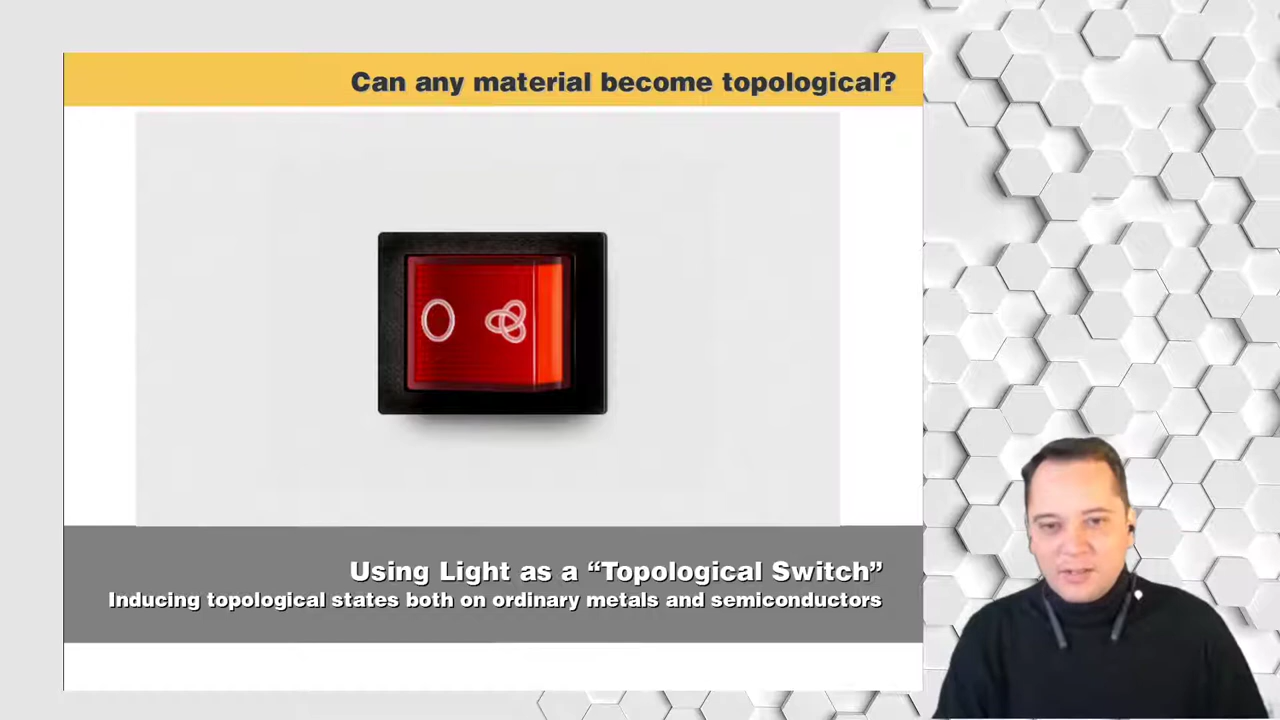 Can any material become topological?
Using Light as a “Topological Switch”
Inducing topological states both on ordinary metals and semiconductors